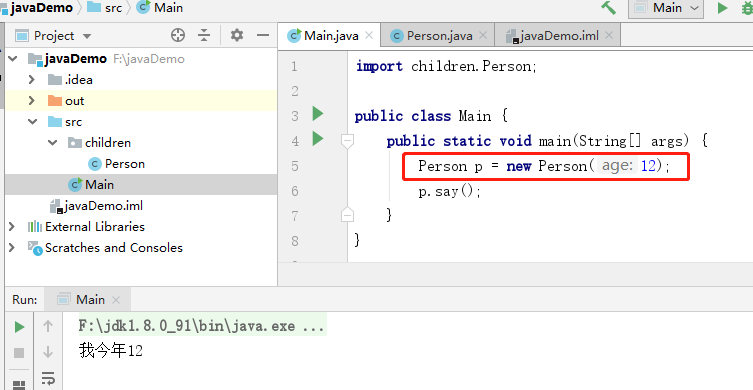 javaDemo src Main
Main
Project
Main.java Person.java javaDemo.iml
javaDemo F:\javaDemo
.idea
out
src
children
Person
Main
javaDemo.iml
External Libraries
Scratches and Consoles
1 import children.Person;
2
3 public class Main {
4 public static void main(String[] args) {
5 Person p = new Person( age: 12);
6 p.say();
7 }
8 }
Run: Main
F:\jdk1.8.0_91\bin\java.exe ...
我今年12